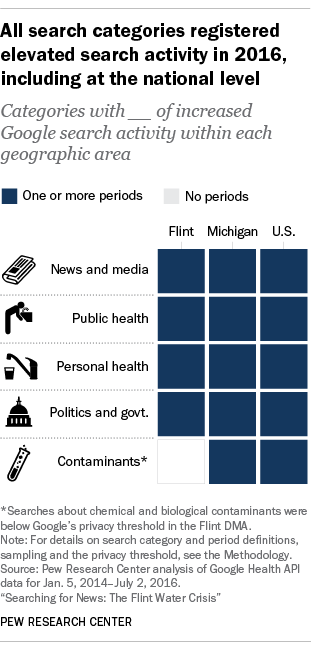 All search categories registered
elevated search activity in 2016,
including at the national level
Categories with __ of increased
Google search activity within each
geographic area
One or more periods No periods
Flint Michigan U.S.
News and media
Public health
Personal health
Politics and govt.
Contaminants*
*Searches about chemical and biological contaminants were
below Google’s privacy threshold in the Flint DMA.
Note: For details on search category and period definitions,
sampling and the privacy threshold, see the Methodology.
Source: Pew Research Center analysis of Google Health API
data for Jan. 5, 2014–July 2, 2016.
“Searching for News: The Flint Water Crisis”
PEW RESEARCH CENTER